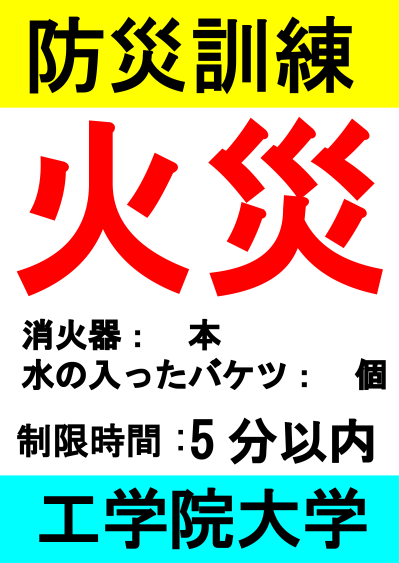 防災訓練
火災
消火器：　本
水の入ったバケツ：　個
制限時間：5分以内
工学院大学